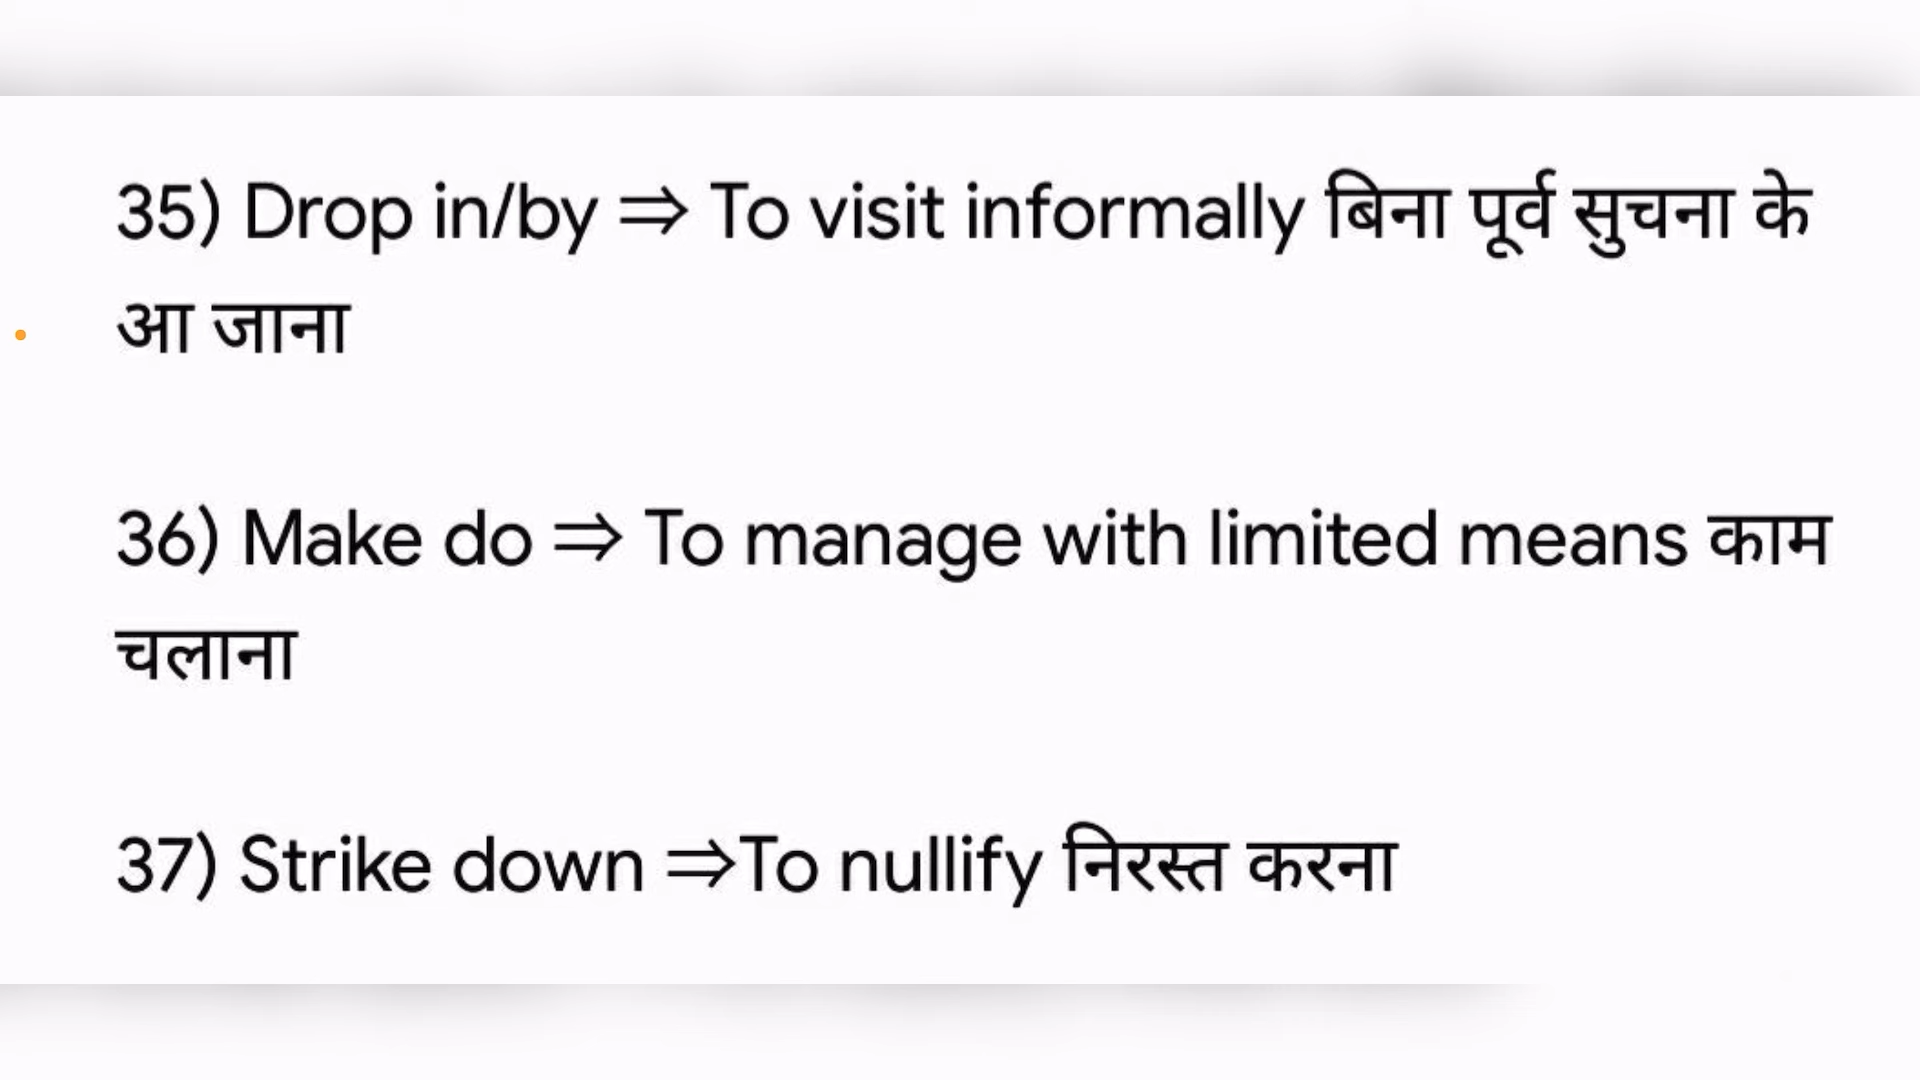 35) Drop in/by ⇒ To visit informally बिना पूर्व सुचना के
आ जाना
36) Make do ⇒ To manage with limited means काम
चलाना
37) Strike down ⇒To nullify निरस्त करना